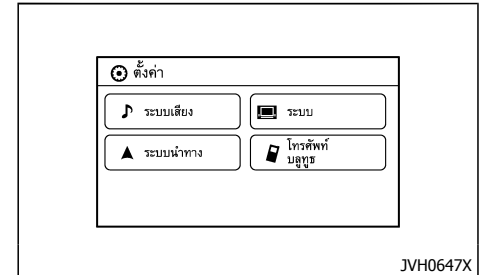 ตั้งค่า
ระบบเสียง
ระบบ
ระบบนำทาง
โทรศัพท์
บลูทูธ
JVH0647X